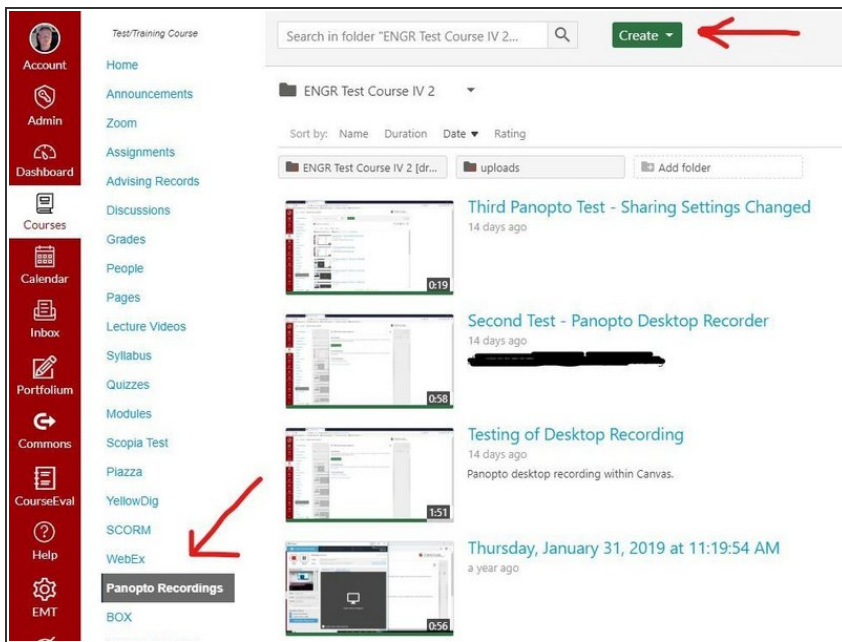 Account
Admin
Dashboard
Courses
Calendar
Inbox
Portfolium
Commons
CourseEval
Help
EMT
Test/Training Course
Home
Announcements
Zoom
Assignments
Advising Records
Discussions
Grades
People
Pages
Lecture Videos
Syllabus
Quizzes
Modules
Scopia Test
Piazza
YellowDig
SCORM
WebEx
Panopto Recordings
BOX
Search in folder "ENGR Test Course IV 2...
Create
ENGR Test Course IV 2
Sort by: Name Duration Date Rating
ENGR Test Course IV 2 [dr...
uploads
Add folder
Third Panopto Test - Sharing Settings Changed
14 days ago
0:19
Second Test - Panopto Desktop Recorder
14 days ago
0:58
Testing of Desktop Recording
14 days ago
Panopto desktop recording within Canvas.
1:51
Thursday, January 31, 2019 at 11:19:54 AM
a year ago
0:56